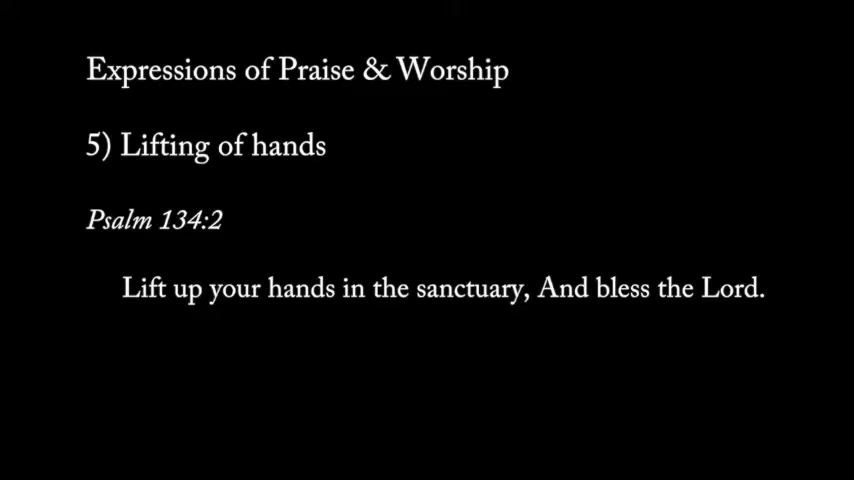 Expressions of Praise & Worship
5) Lifting of hands
Psalm 134:2
Lift up your hands in the sanctuary, And bless the Lord.